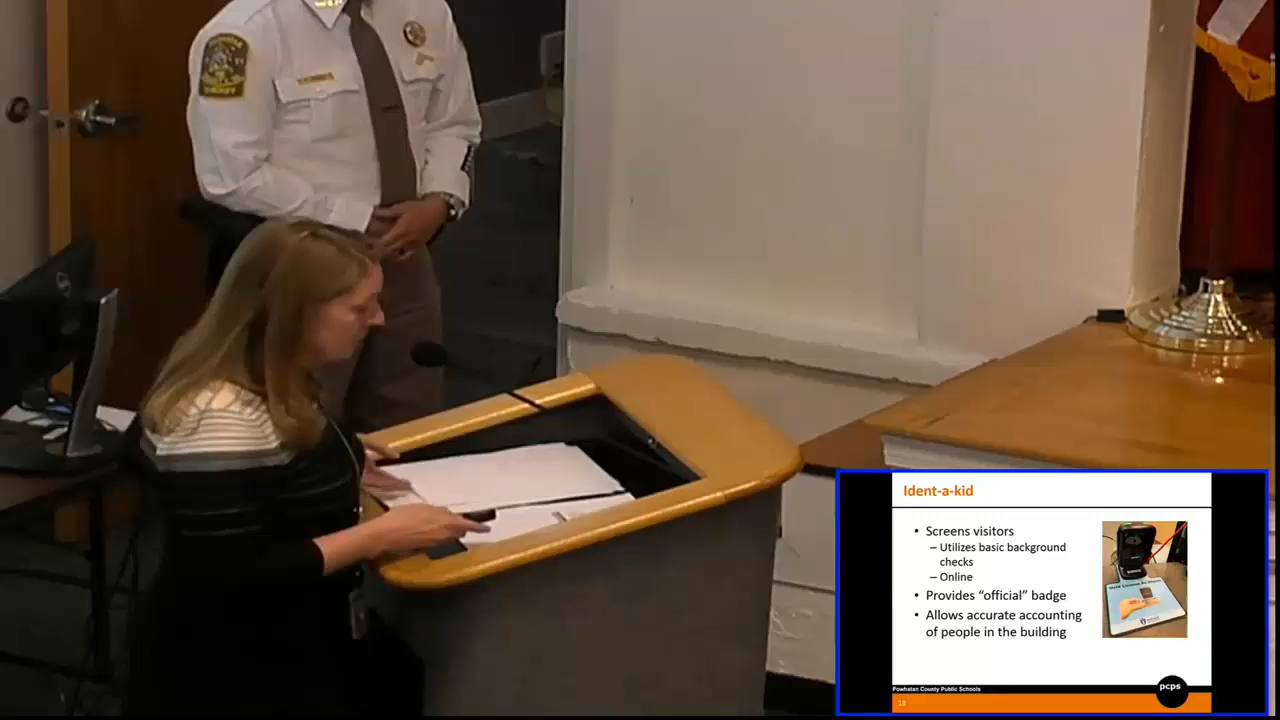 Ident-a-kid
• Screens visitors
– Utilizes basic background
checks
– Online
• Provides “official” badge
• Allows accurate accounting
of people in the building
Powhatan County Public Schools
pcps
18